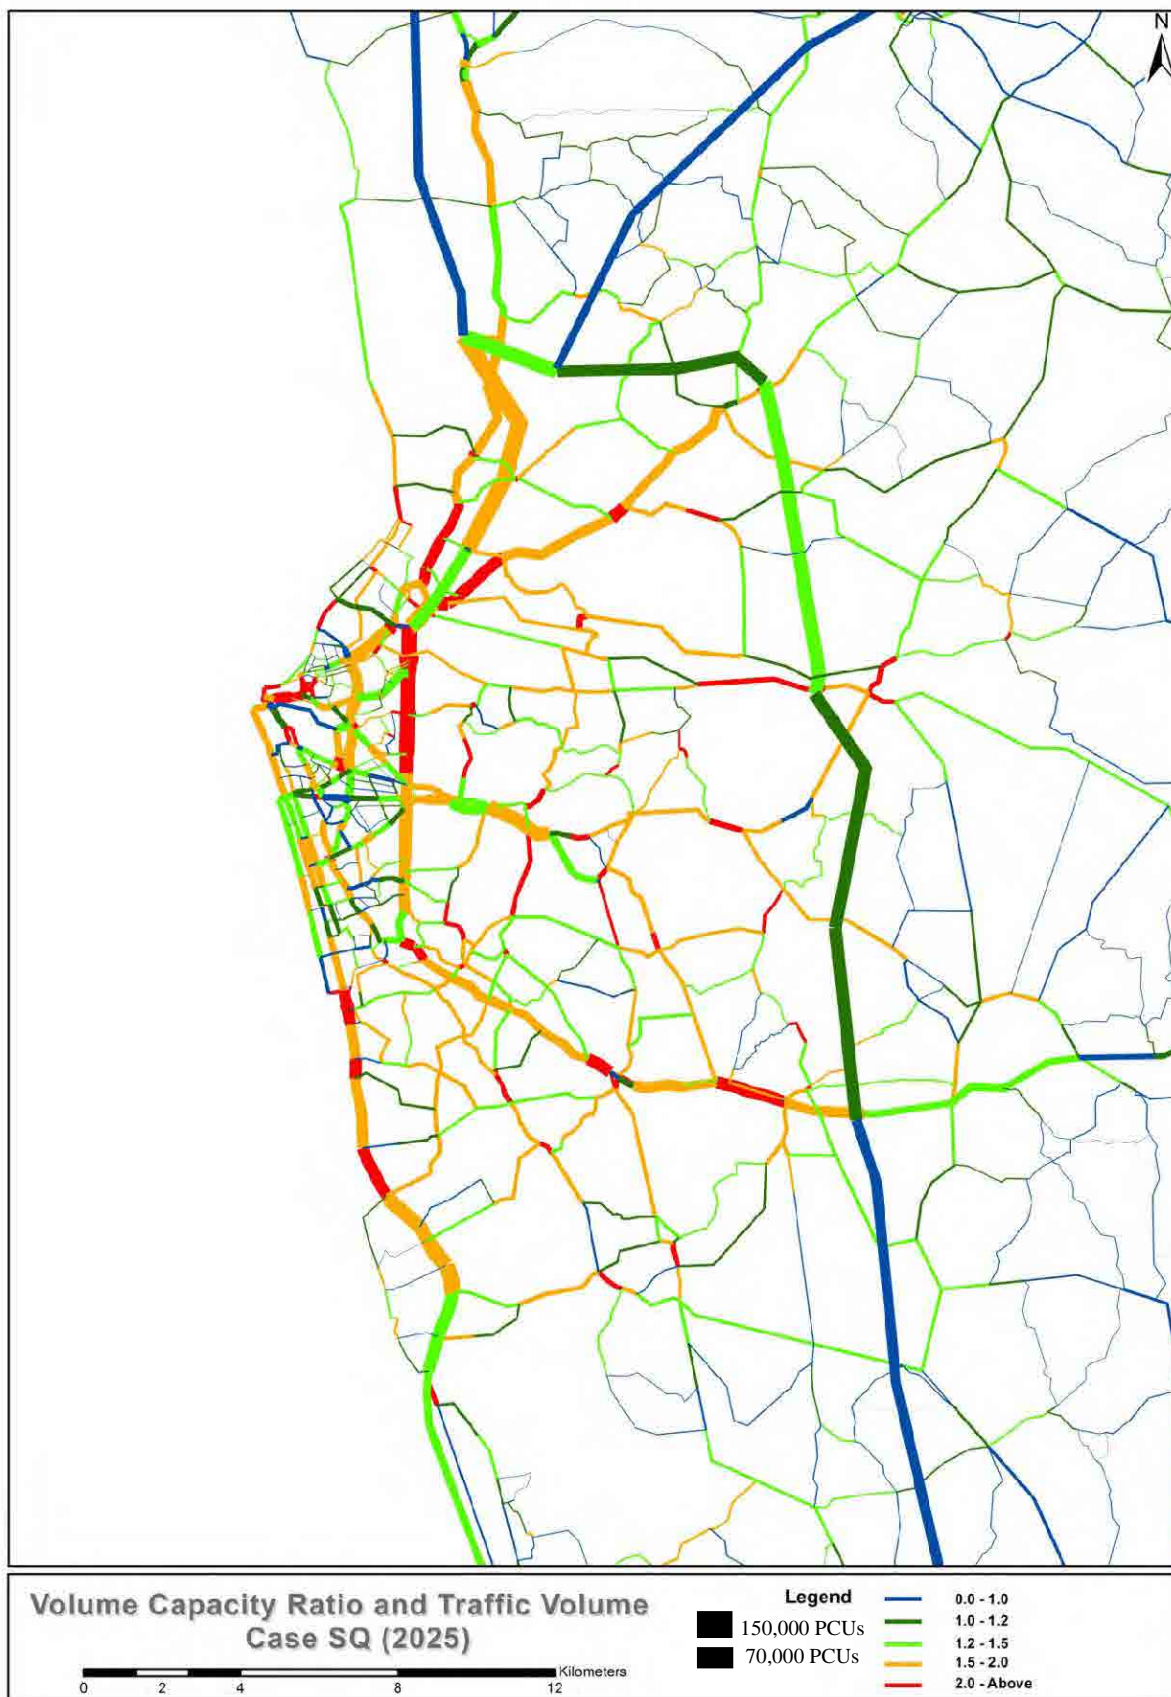 N
Volume Capacity Ratio and Traffic Volume
Case SQ (2025)
Kilometers
0 2 4 8 12
Legend
150,000 PCUs
70,000 PCUs
0.0 - 1.0
1.0 - 1.2
1.2 - 1.5
1.5 - 2.0
2.0 - Above